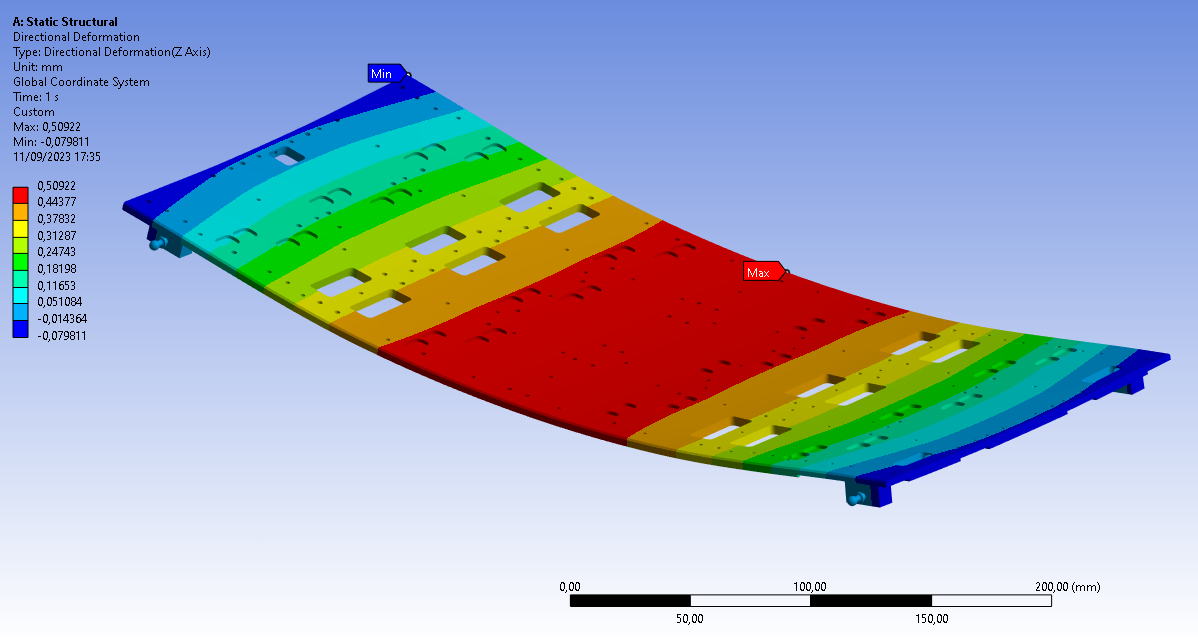 A: Static Structural
Directional Deformation
Type: Directional Deformation(Z Axis)
Unit: mm
Global Coordinate System
Time: 1 s
Custom
Max: 0,50922
Min: -0,079811
11/09/2023 17:35
0,50922
0,44377
0,37832
0,31287
0,24743
0,18198
0,11653
0,051084
-0,014364
-0,079811
Min
Max
0,00 100,00 200,00 (mm)
50,00 150,00